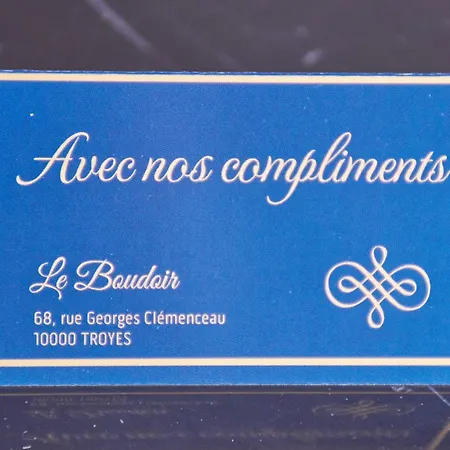 Avec nos compliments
Le Boudoir
68, rue Georges Clémenceau
10000 TROYES